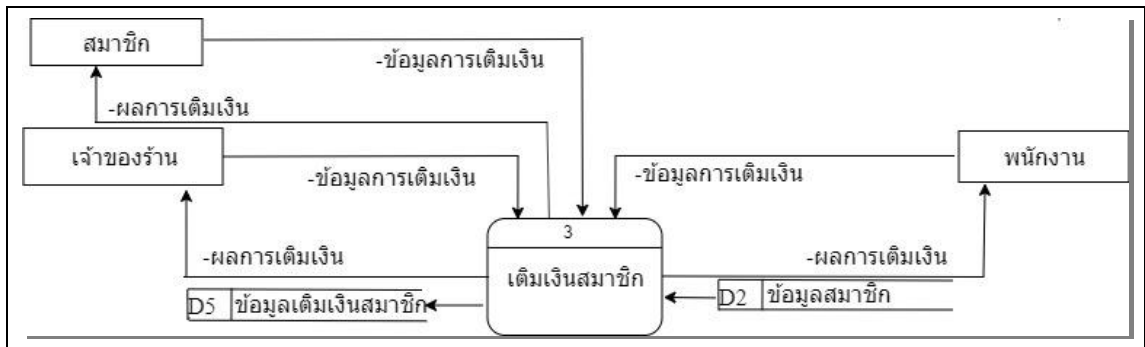 สมาชิก
-ข้อมูลการเติมเงิน
-ผลการเติมเงิน
เจ้าของร้าน
พนักงาน
-ข้อมูลการเติมเงิน
-ข้อมูลการเติมเงิน
3
-ผลการเติมเงิน
เติมเงินสมาชิก
-ผลการเติมเงิน
D5 ข้อมูลเติมเงินสมาชิก
D2 ข้อมูลสมาชิก